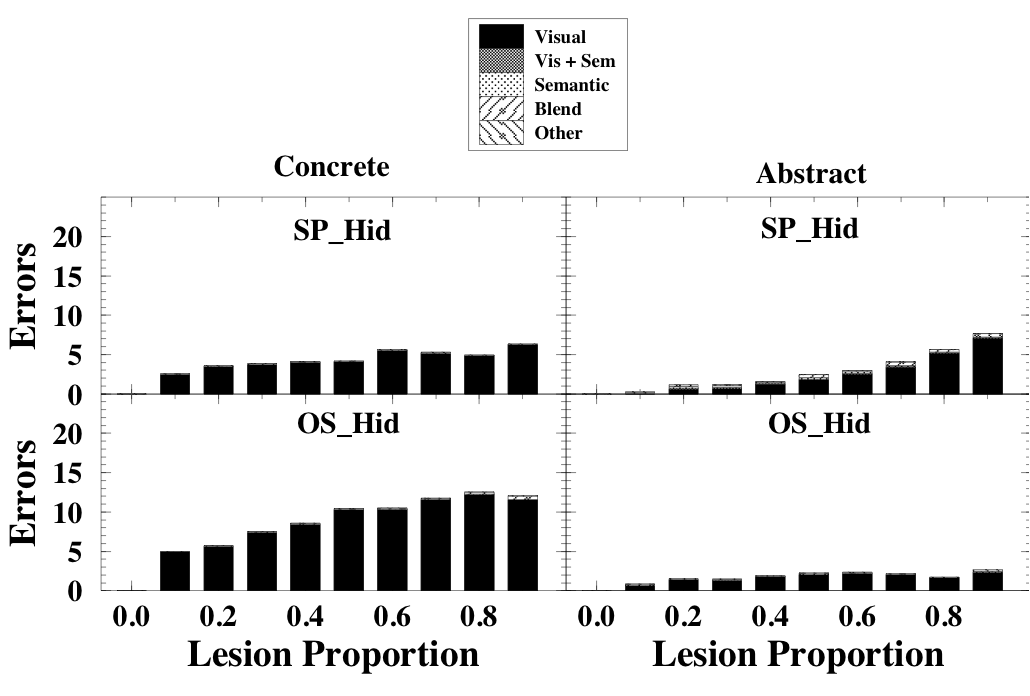 Visual
Vis + Sem
Semantic
Blend
Other
Concrete
Abstract
SP_Hid
SP_Hid
Errors
20
15
10
5
0
OS_Hid
OS_Hid
Errors
20
15
10
5
0
0.0 0.2 0.4 0.6 0.8
0.0 0.2 0.4 0.6 0.8
Lesion Proportion
Lesion Proportion